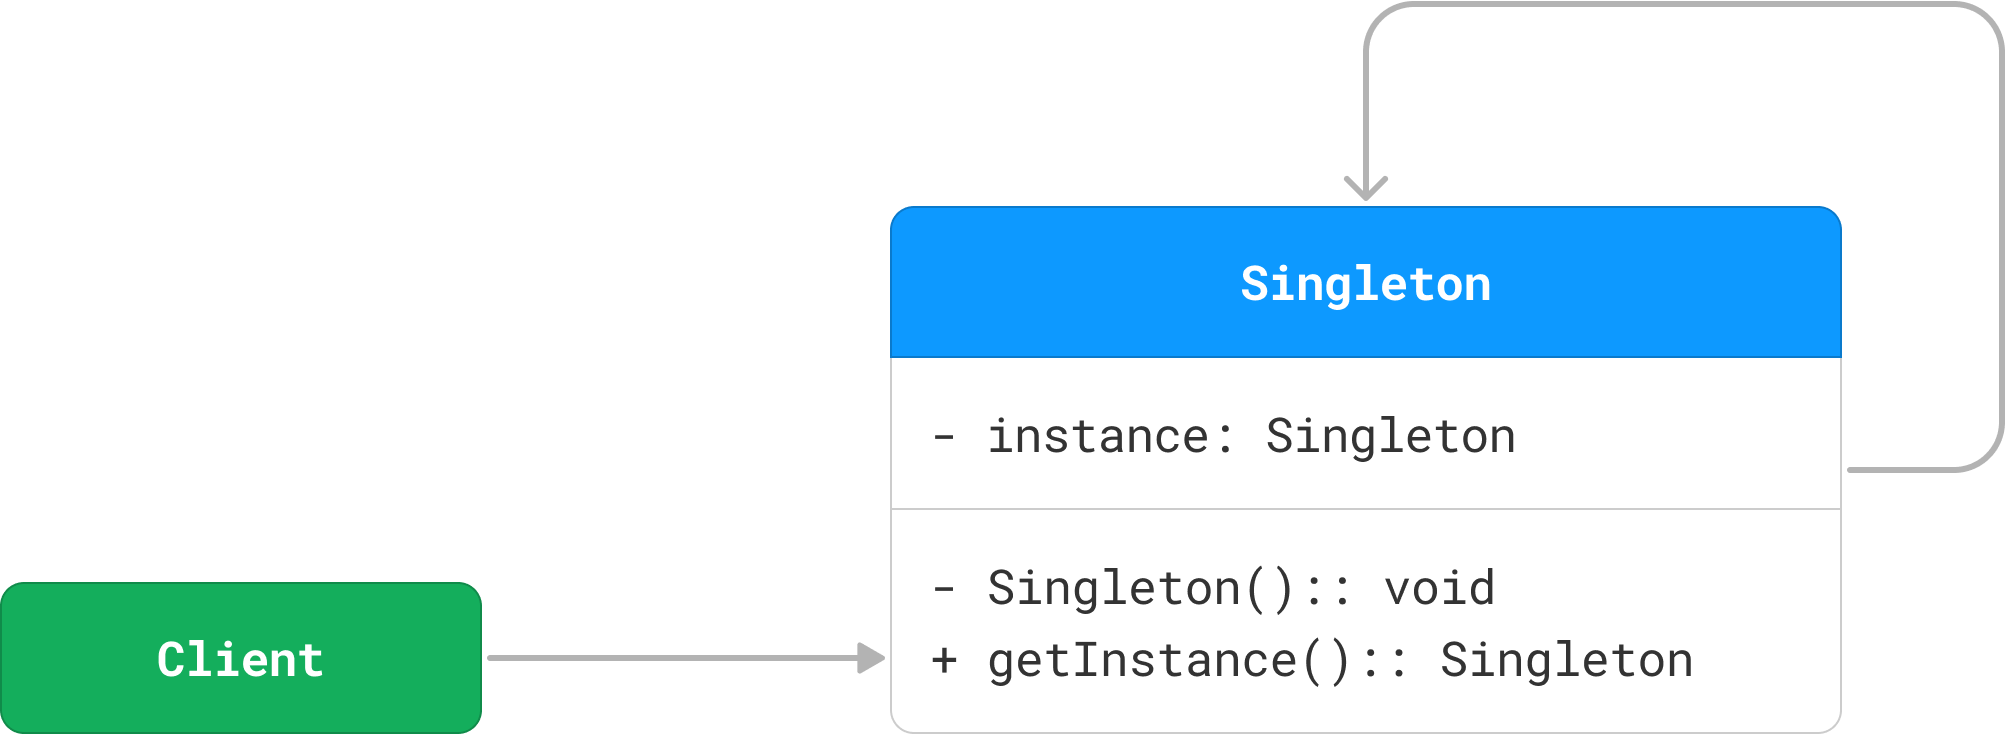 Singleton
- instance: Singleton
- Singleton():: void
+ getInstance():: Singleton
Client